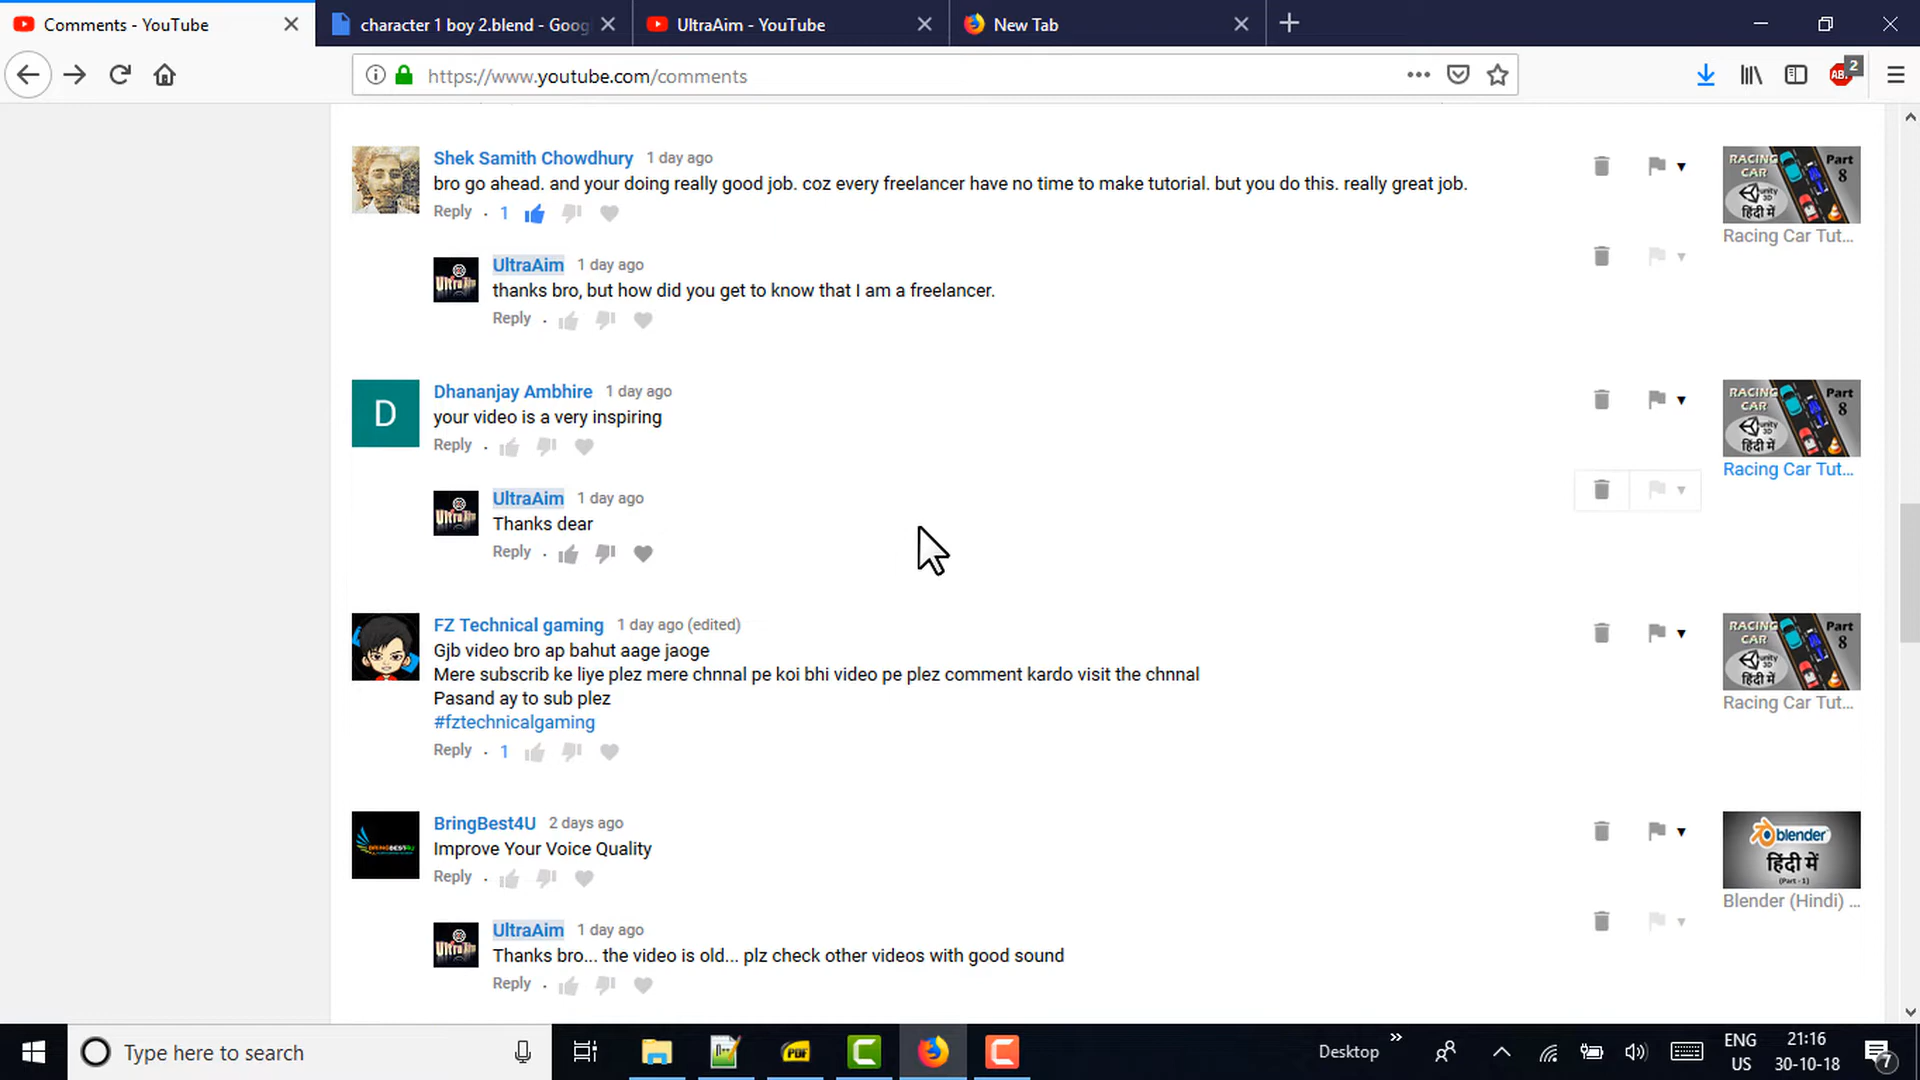 Comments - YouTube
character 1 boy 2.blend - Goog
UltraAim - YouTube
New Tab
https://www.youtube.com/comments
ABP
2
Shek Samith Chowdhury 1 day ago
bro go ahead. and your doing really good job. coz every freelancer have no time to make tutorial. but you do this. really great job.
Reply · 1
RACING CAR Part 8
unity 3D
हिंदी में
Racing Car Tut...
UltraAim 1 day ago
thanks bro, but how did you get to know that I am a freelancer.
Reply ·
D
Dhananjay Ambhire 1 day ago
your video is a very inspiring
Reply ·
RACING CAR Part 8
unity 3D
हिंदी में
Racing Car Tut...
UltraAim 1 day ago
Thanks dear
Reply ·
FZ Technical gaming 1 day ago (edited)
Gjb video bro ap bahut aage jaoge
Mere subscrib ke liye plez mere chnnal pe koi bhi video pe plez comment kardo visit the chnnal
Pasand ay to sub plez
#fztechnicalgaming
Reply · 1
RACING CAR Part 8
unity 3D
हिंदी में
Racing Car Tut...
BRINGBEST4U
BringBest4U 2 days ago
Improve Your Voice Quality
Reply ·
blender
हिंदी में
(Part - 1)
Blender (Hindi) ...
UltraAim 1 day ago
Thanks bro... the video is old... plz check other videos with good sound
Reply ·
Type here to search
PDF
Desktop
ENG
US
21:16
30-10-18
7